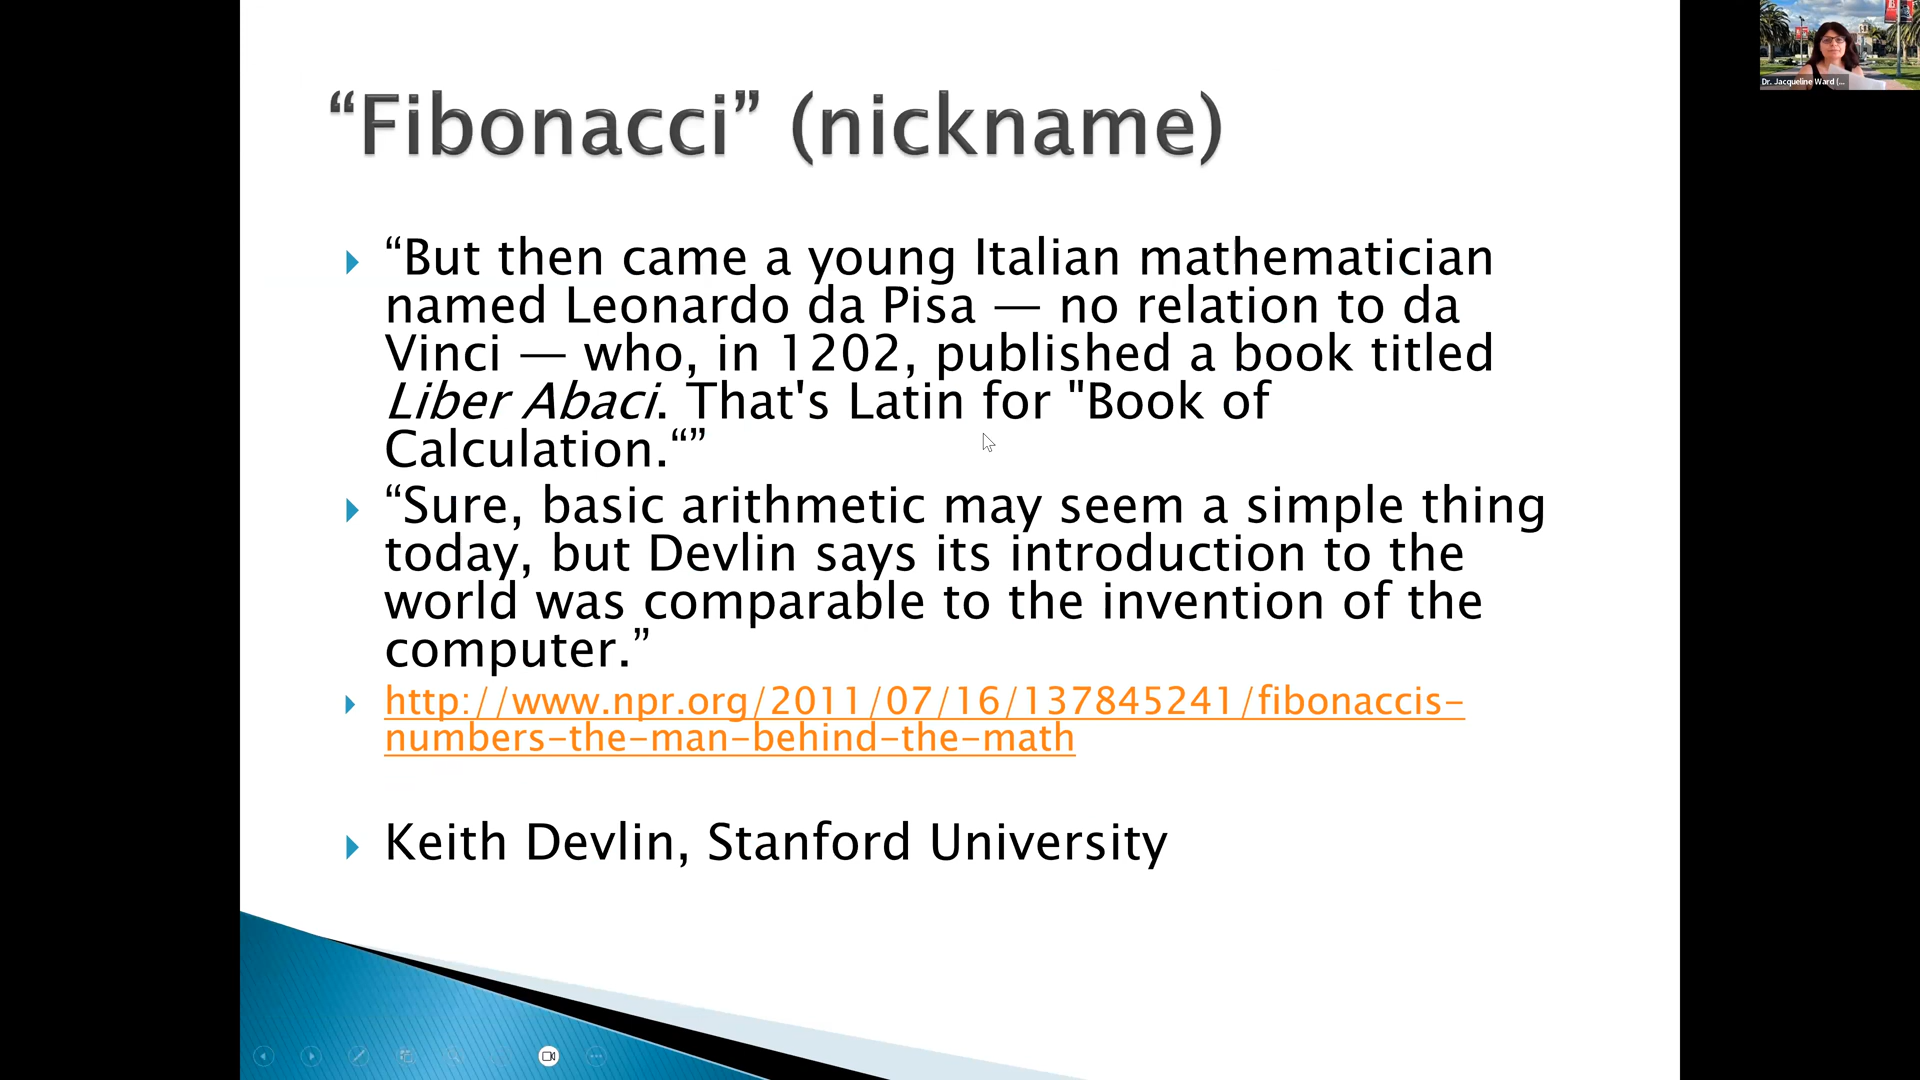 “Fibonacci” (nickname)
“But then came a young Italian mathematician
named Leonardo da Pisa — no relation to da
Vinci — who, in 1202, published a book titled
Liber Abaci. That's Latin for "Book of
Calculation.“”
“Sure, basic arithmetic may seem a simple thing
today, but Devlin says its introduction to the
world was comparable to the invention of the
computer.”
http://www.npr.org/2011/07/16/137845241/fibonaccis-
numbers-the-man-behind-the-math
Keith Devlin, Stanford University
Dr. Jacqueline Ward (...